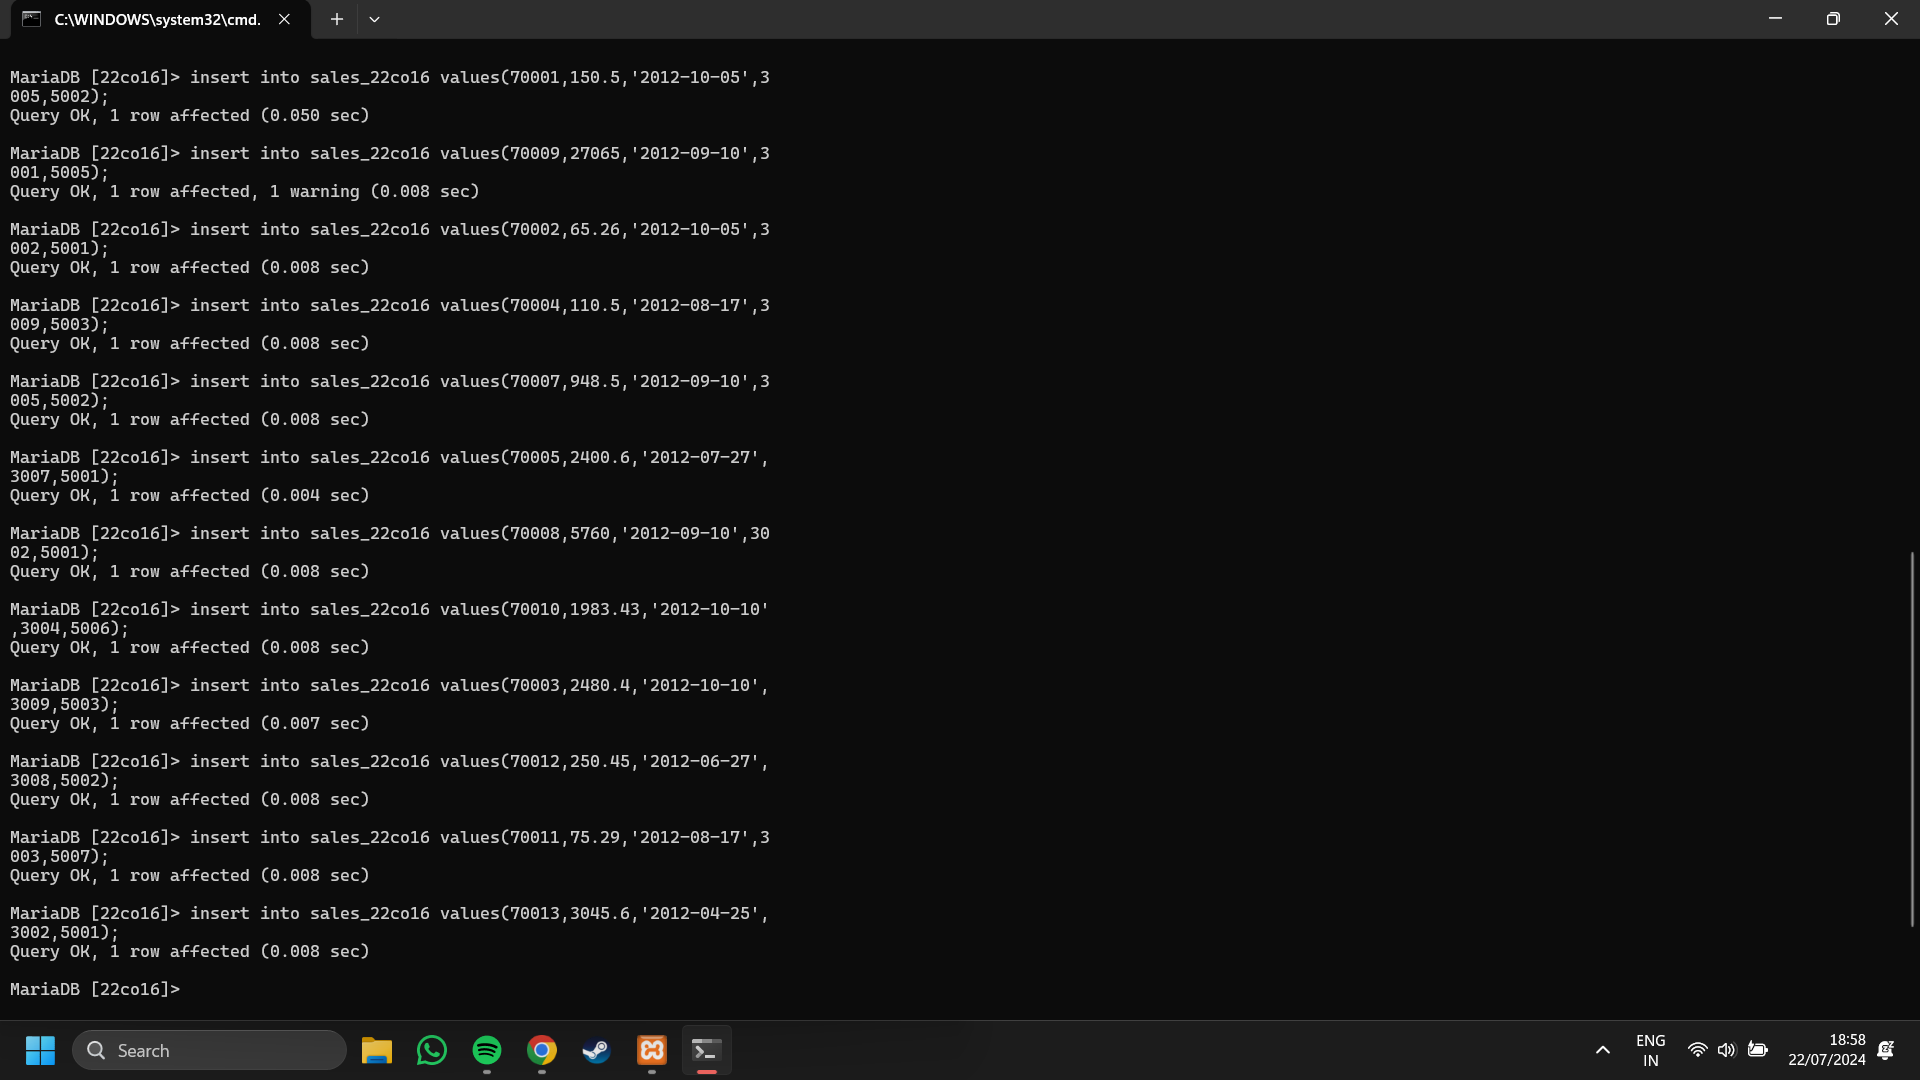 C:\WINDOWS\system32\cmd.
MariaDB [22co16]> insert into sales_22co16 values(70001,150.5,'2012-10-05',3
005,5002);
Query OK, 1 row affected (0.050 sec)
MariaDB [22co16]> insert into sales_22co16 values(70009,27065,'2012-09-10',3
001,5005);
Query OK, 1 row affected, 1 warning (0.008 sec)
MariaDB [22co16]> insert into sales_22co16 values(70002,65.26,'2012-10-05',3
002,5001);
Query OK, 1 row affected (0.008 sec)
MariaDB [22co16]> insert into sales_22co16 values(70004,110.5,'2012-08-17',3
009,5003);
Query OK, 1 row affected (0.008 sec)
MariaDB [22co16]> insert into sales_22co16 values(70007,948.5,'2012-09-10',3
005,5002);
Query OK, 1 row affected (0.008 sec)
MariaDB [22co16]> insert into sales_22co16 values(70005,2400.6,'2012-07-27',
3007,5001);
Query OK, 1 row affected (0.004 sec)
MariaDB [22co16]> insert into sales_22co16 values(70008,5760,'2012-09-10',30
02,5001);
Query OK, 1 row affected (0.008 sec)
MariaDB [22co16]> insert into sales_22co16 values(70010,1983.43,'2012-10-10'
,3004,5006);
Query OK, 1 row affected (0.008 sec)
MariaDB [22co16]> insert into sales_22co16 values(70003,2480.4,'2012-10-10',
3009,5003);
Query OK, 1 row affected (0.007 sec)
MariaDB [22co16]> insert into sales_22co16 values(70012,250.45,'2012-06-27',
3008,5002);
Query OK, 1 row affected (0.008 sec)
MariaDB [22co16]> insert into sales_22co16 values(70011,75.29,'2012-08-17',3
003,5007);
Query OK, 1 row affected (0.008 sec)
MariaDB [22co16]> insert into sales_22co16 values(70013,3045.6,'2012-04-25',
3002,5001);
Query OK, 1 row affected (0.008 sec)
MariaDB [22co16]>
Search
ENG
IN
18:58
22/07/2024